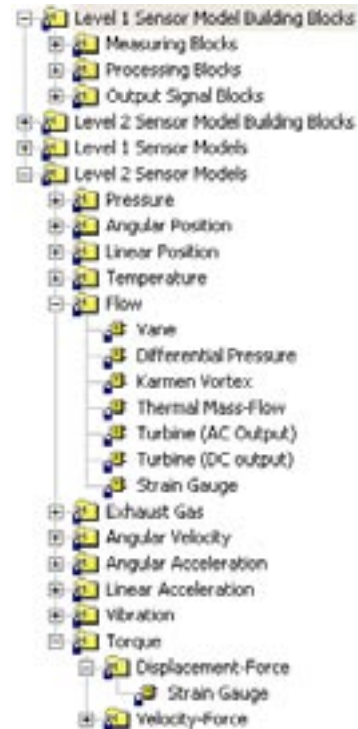 Level 1 Sensor Model Building Blocks
Measuring Blocks
Processing Blocks
Output Signal Blocks
Level 2 Sensor Model Building Blocks
Level 1 Sensor Models
Level 2 Sensor Models
Pressure
Angular Position
Linear Position
Temperature
Flow
Vane
Differential Pressure
Karmen Vortex
Thermal Mass-Flow
Turbine (AC Output)
Turbine (DC output)
Strain Gauge
Exhaust Gas
Angular Velocity
Angular Acceleration
Linear Acceleration
Vibration
Torque
Displacement-Force
Strain Gauge
Velocity-Force